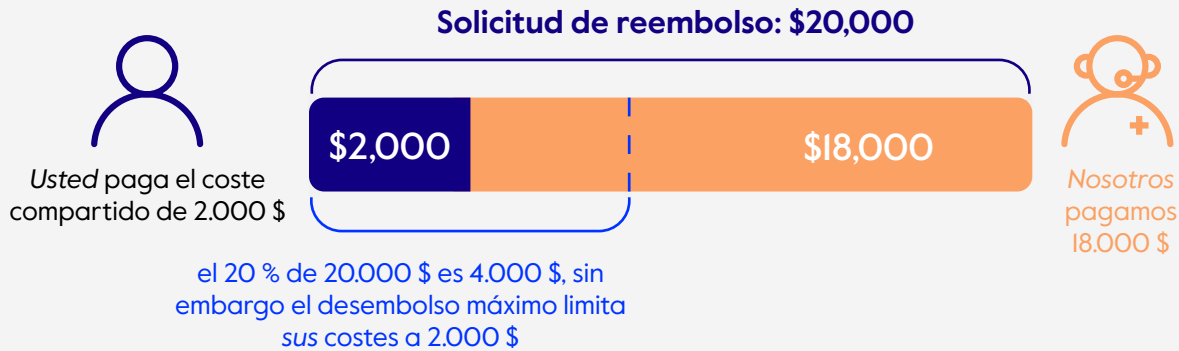 Solicitud de reembolso: $20,000
$2,000
$18,000
Usted paga el coste
compartido de 2.000 $
Nosotros
pagamos
18.000 $
el 20 % de 20.000 $ es 4.000 $, sin
embargo el desembolso máximo limita
sus costes a 2.000 $